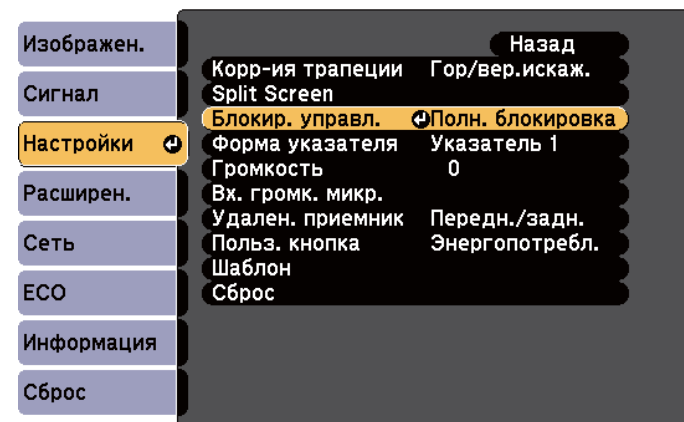 Изображен.
Сигнал
Настройки
Расширен.
Сеть
ECO
Информация
Сброс
Назад
Корр-ия трапеции Гор/вер.искаж.
Split Screen
Блокир. управл. Полн. блокировка
Форма указателя Указатель 1
Громкость 0
Вх. громк. микр.
Удален. приемник Передн./задн.
Польз. кнопка Энергопотребл.
Шаблон
Сброс